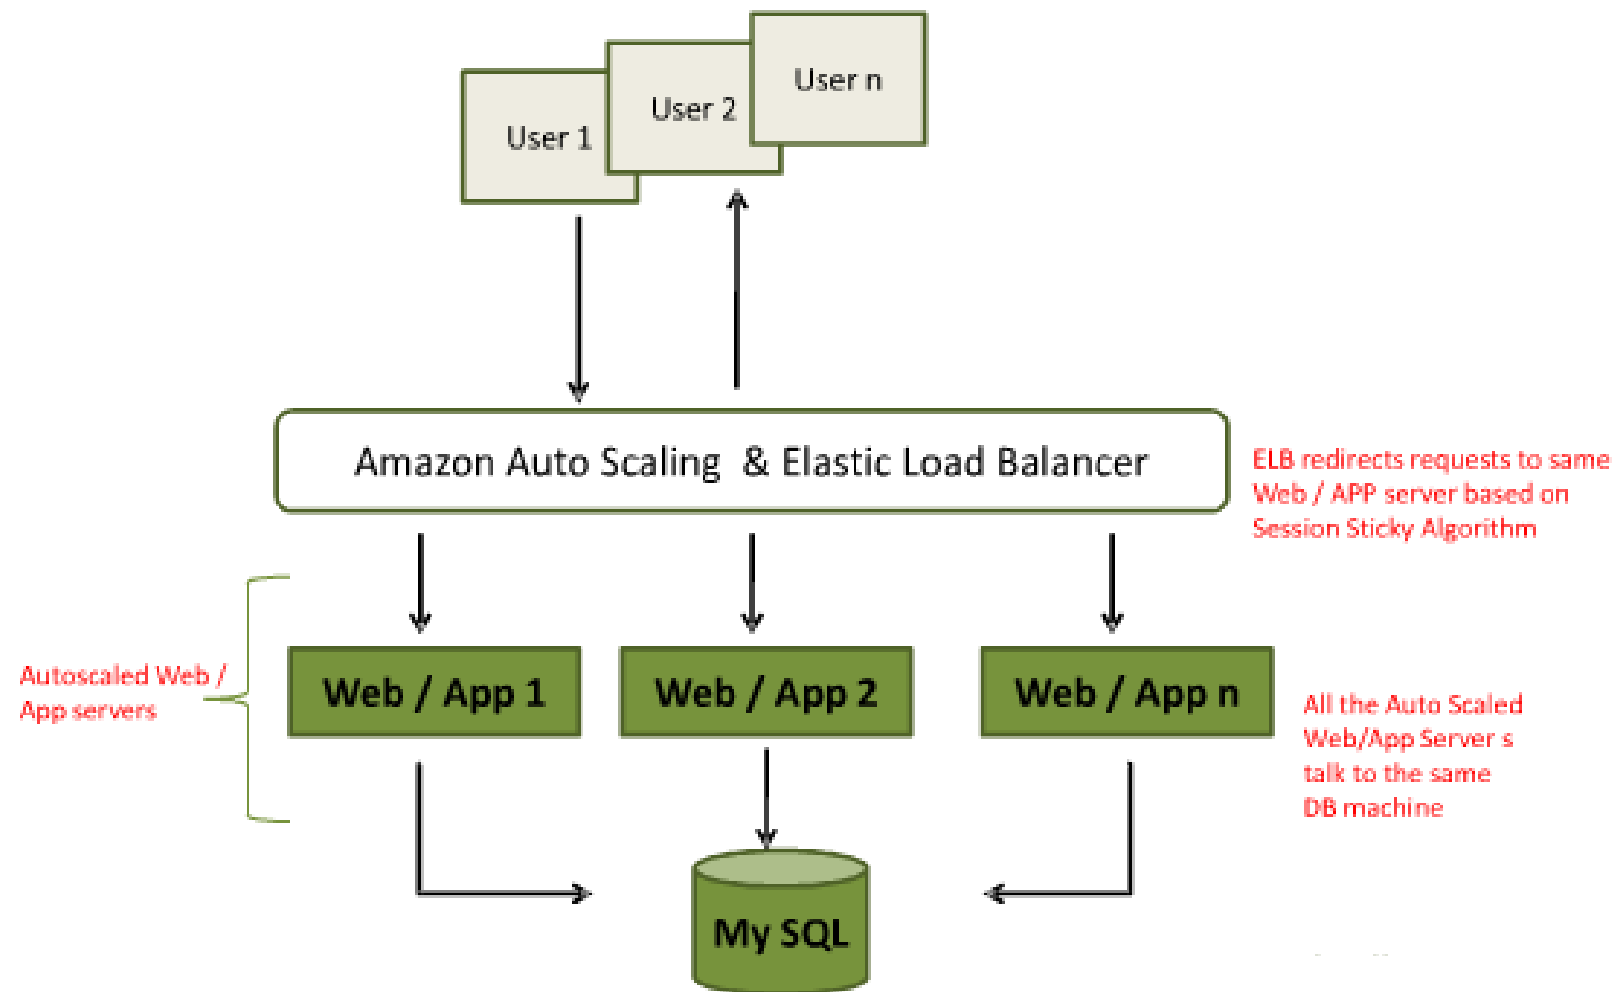 User n
User 2
User 1
Amazon Auto Scaling & Elastic Load Balancer
ELB redirects requests to same
Web / APP server based on
Session Sticky Algorithm
Autoscaled Web /
App servers
Web / App 1
Web / App 2
Web / App n
All the Auto Scaled
Web/App Server s
talk to the same
DB machine
My SQL